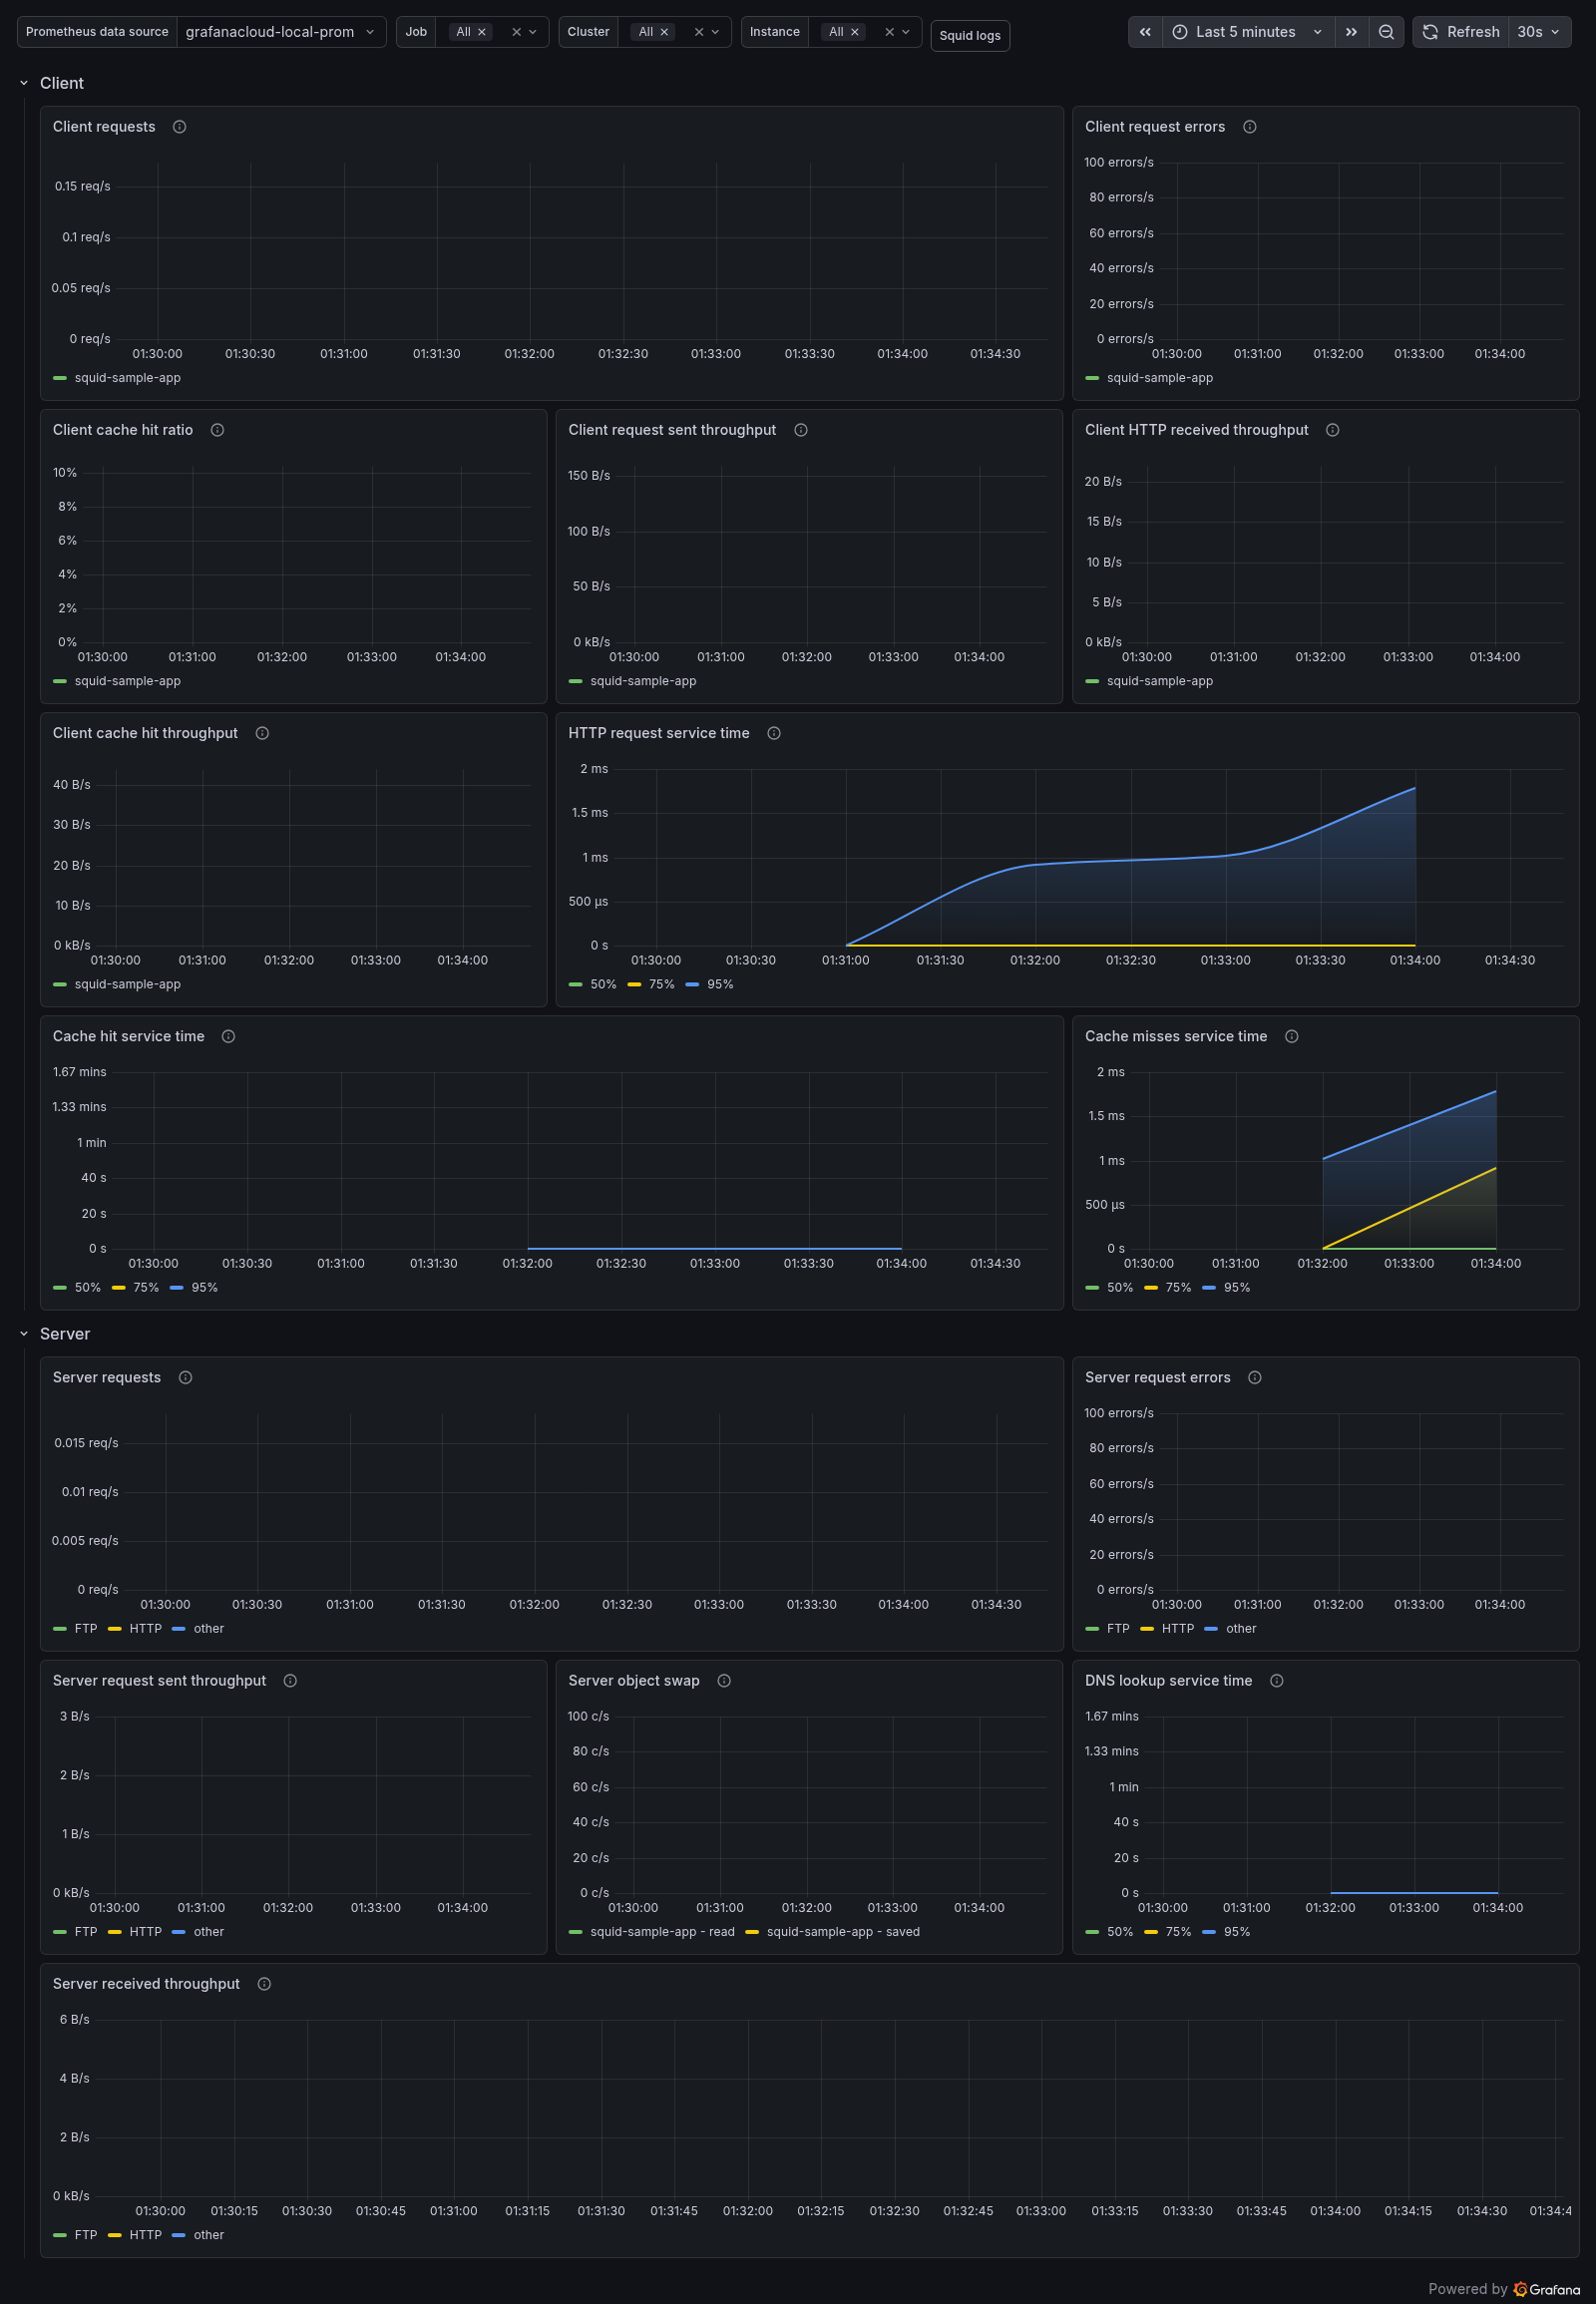 Prometheus data source grafanacloud-local-prom Job All Cluster All Instance All Squid logs Last 5 minutes Refresh 30s
Client
Client requests
0.15 req/s
0.1 req/s
0.05 req/s
0 req/s
01:30:00 01:30:30 01:31:00 01:31:30 01:32:00 01:32:30 01:33:00 01:33:30 01:34:00 01:34:30
squid-sample-app
Client request errors
100 errors/s
80 errors/s
60 errors/s
40 errors/s
20 errors/s
0 errors/s
01:30:00 01:31:00 01:32:00 01:33:00 01:34:00
squid-sample-app
Client cache hit ratio
10%
8%
6%
4%
2%
0%
01:30:00 01:31:00 01:32:00 01:33:00 01:34:00
squid-sample-app
Client request sent throughput
150 B/s
100 B/s
50 B/s
0 kB/s
01:30:00 01:31:00 01:32:00 01:33:00 01:34:00
squid-sample-app
Client HTTP received throughput
20 B/s
15 B/s
10 B/s
5 B/s
0 kB/s
01:30:00 01:31:00 01:32:00 01:33:00 01:34:00
squid-sample-app
Client cache hit throughput
40 B/s
30 B/s
20 B/s
10 B/s
0 kB/s
01:30:00 01:31:00 01:32:00 01:33:00 01:34:00
squid-sample-app
HTTP request service time
2 ms
1.5 ms
1 ms
500 µs
0 s
01:30:00 01:30:30 01:31:00 01:31:30 01:32:00 01:32:30 01:33:00 01:33:30 01:34:00 01:34:30
50% 75% 95%
Cache hit service time
1.67 mins
1.33 mins
1 min
40 s
20 s
0 s
01:30:00 01:30:30 01:31:00 01:31:30 01:32:00 01:32:30 01:33:00 01:33:30 01:34:00 01:34:30
50% 75% 95%
Cache misses service time
2 ms
1.5 ms
1 ms
500 µs
0 s
01:30:00 01:31:00 01:32:00 01:33:00 01:34:00
50% 75% 95%
Server
Server requests
0.015 req/s
0.01 req/s
0.005 req/s
0 req/s
01:30:00 01:30:30 01:31:00 01:31:30 01:32:00 01:32:30 01:33:00 01:33:30 01:34:00 01:34:30
FTP HTTP other
Server request errors
100 errors/s
80 errors/s
60 errors/s
40 errors/s
20 errors/s
0 errors/s
01:30:00 01:31:00 01:32:00 01:33:00 01:34:00
FTP HTTP other
Server request sent throughput
3 B/s
2 B/s
1 B/s
0 kB/s
01:30:00 01:31:00 01:32:00 01:33:00 01:34:00
FTP HTTP other
Server object swap
100 c/s
80 c/s
60 c/s
40 c/s
20 c/s
0 c/s
01:30:00 01:31:00 01:32:00 01:33:00 01:34:00
squid-sample-app - read squid-sample-app - saved
DNS lookup service time
1.67 mins
1.33 mins
1 min
40 s
20 s
0 s
01:30:00 01:31:00 01:32:00 01:33:00 01:34:00
50% 75% 95%
Server received throughput
6 B/s
4 B/s
2 B/s
0 kB/s
01:30:00 01:30:15 01:30:30 01:30:45 01:31:00 01:31:15 01:31:30 01:31:45 01:32:00 01:32:15 01:32:30 01:32:45 01:33:00 01:33:15 01:33:30 01:33:45 01:34:00 01:34:15 01:34:30 01:34:4
FTP HTTP other
Powered by Grafana